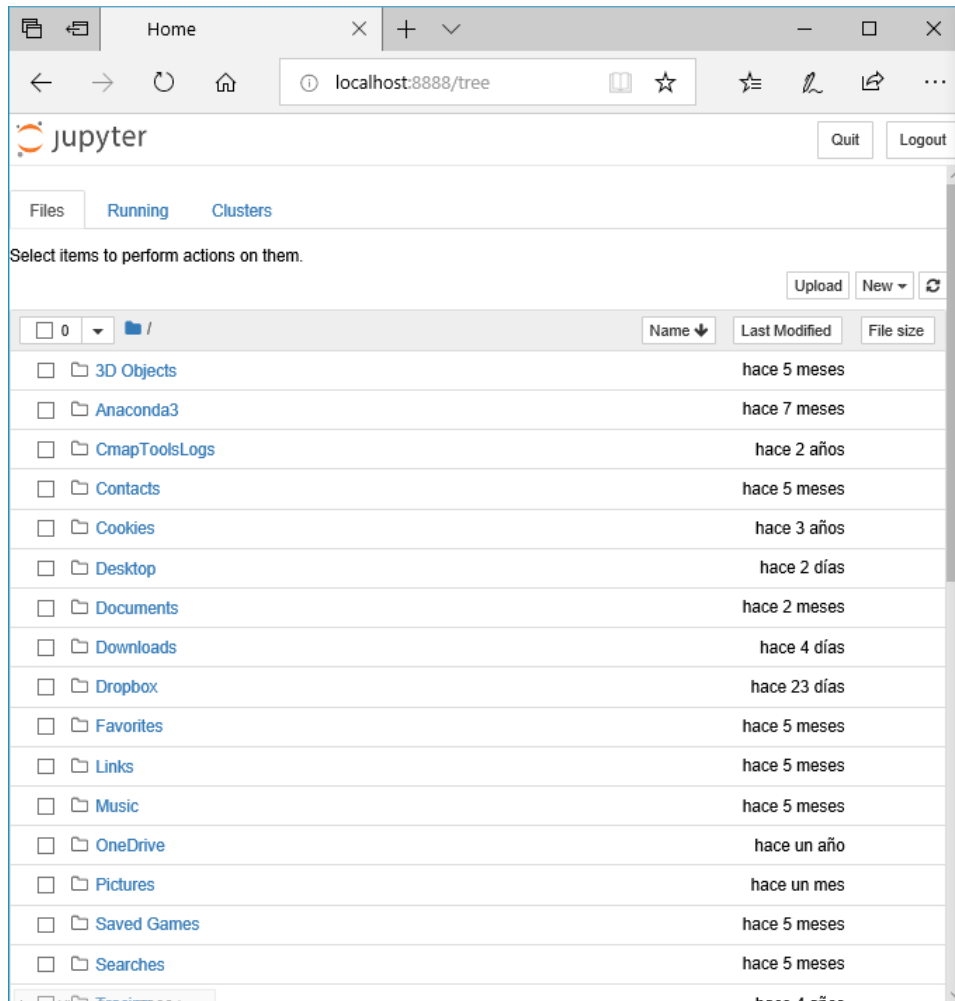 Home
localhost:8888/tree
jupyter
Quit Logout
Files Running Clusters
Select items to perform actions on them.
Upload New
0 / Name Last Modified File size
3D Objects hace 5 meses
Anaconda3 hace 7 meses
CmapToolsLogs hace 2 años
Contacts hace 5 meses
Cookies hace 3 años
Desktop hace 2 días
Documents hace 2 meses
Downloads hace 4 días
Dropbox hace 23 días
Favorites hace 5 meses
Links hace 5 meses
Music hace 5 meses
OneDrive hace un año
Pictures hace un mes
Saved Games hace 5 meses
Searches hace 5 meses
hace 4 años